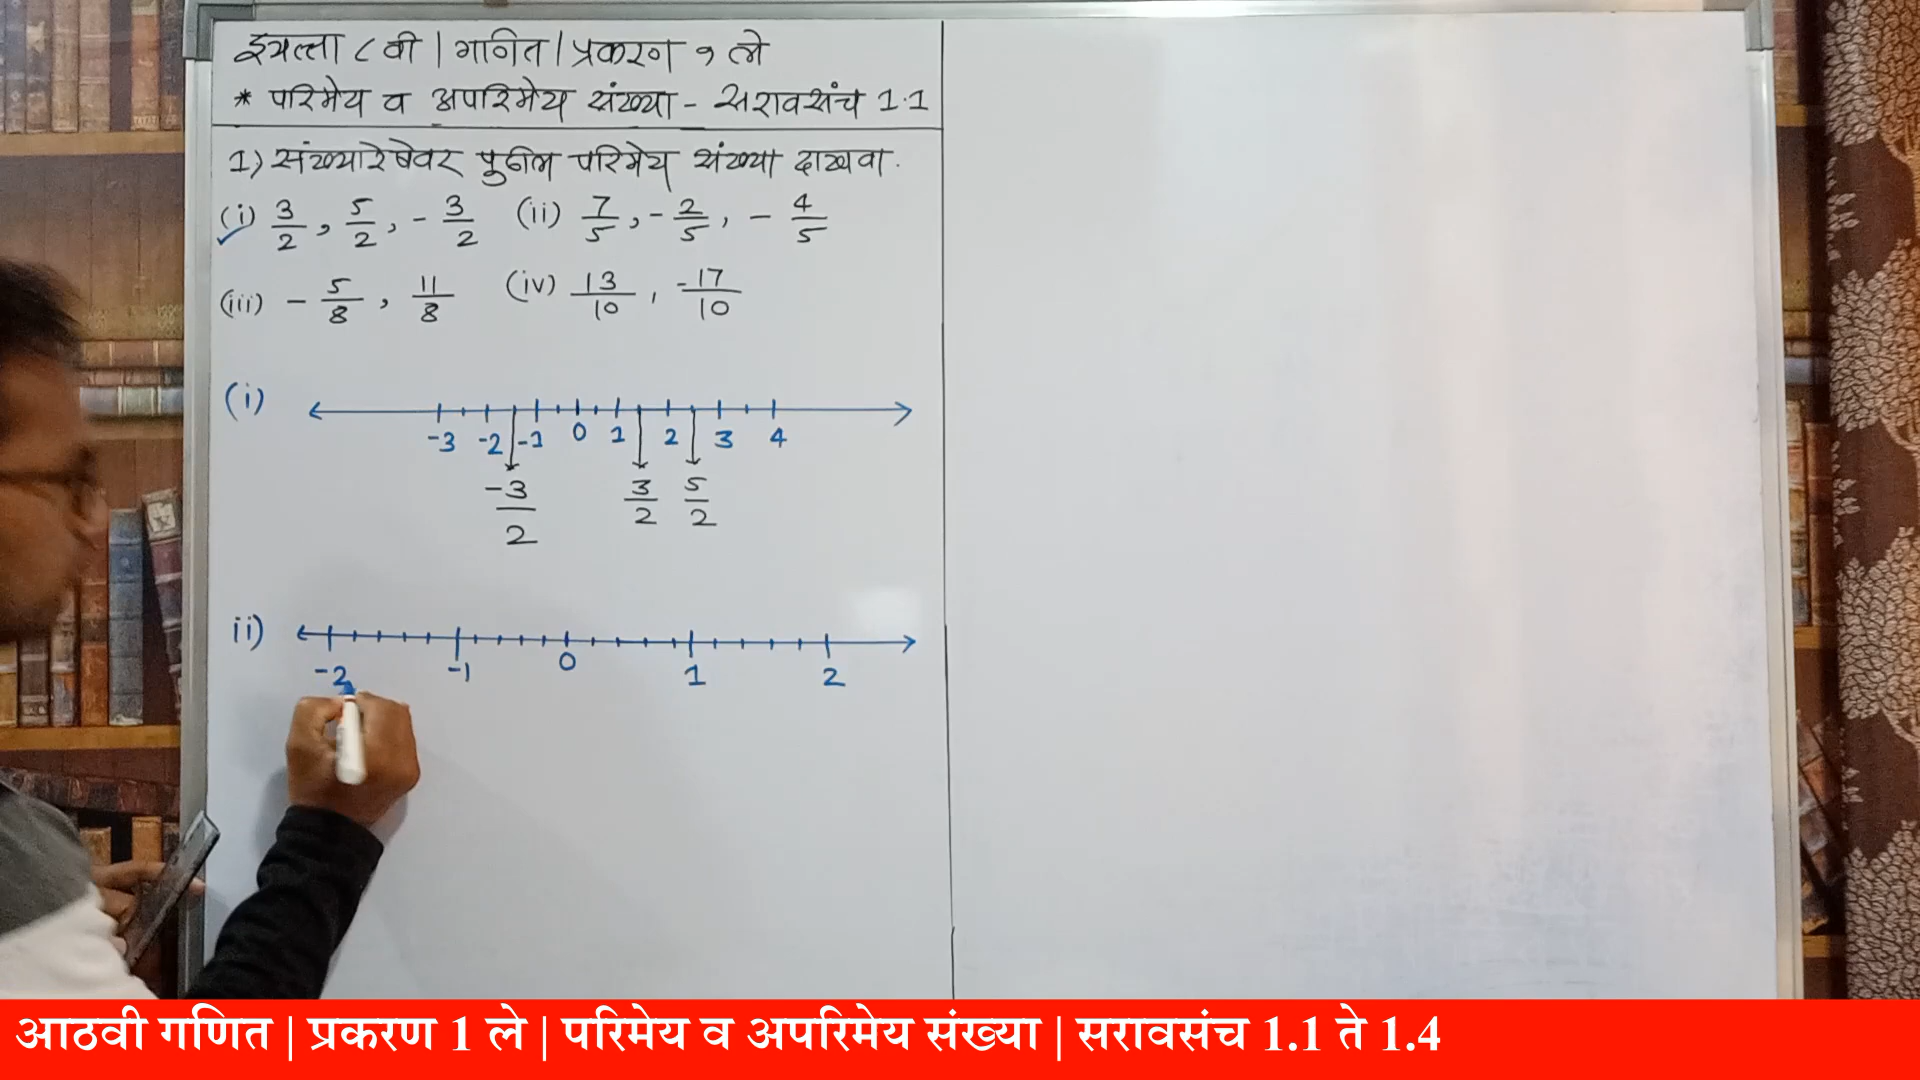 इयत्ता ८ वी | गणित | प्रकरण १ ले
* परिमेय व अपरिमेय संख्या - सरावसंच 1.1
1) संख्यारेषेवर पुढील परिमेय संख्या दाखवा.
(i) 3/2, 5/2, - 3/2 (ii) 7/5, - 2/5, - 4/5
(iii) - 5/8, 11/8 (iv) 13/10, -17/10
(i)
-3 -2 -1 0 1 2 3 4
-3/2 3/2 5/2
ii)
-2 -1 0 1 2
आठवी गणित | प्रकरण 1 ले | परिमेय व अपरिमेय संख्या | सरावसंच 1.1 ते 1.4